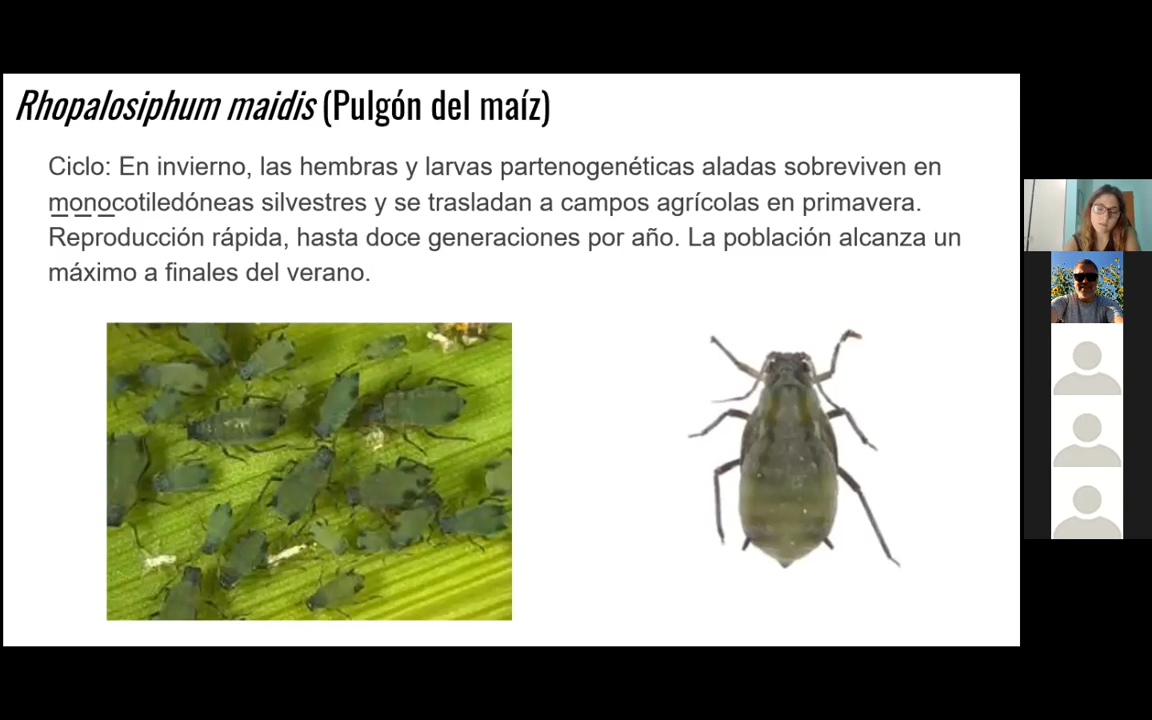 Rhopalosiphum maidis (Pulgón del maíz)
Ciclo: En invierno, las hembras y larvas partenogenéticas aladas sobreviven en
monocotiledóneas silvestres y se trasladan a campos agrícolas en primavera.
Reproducción rápida, hasta doce generaciones por año. La población alcanza un
máximo a finales del verano.